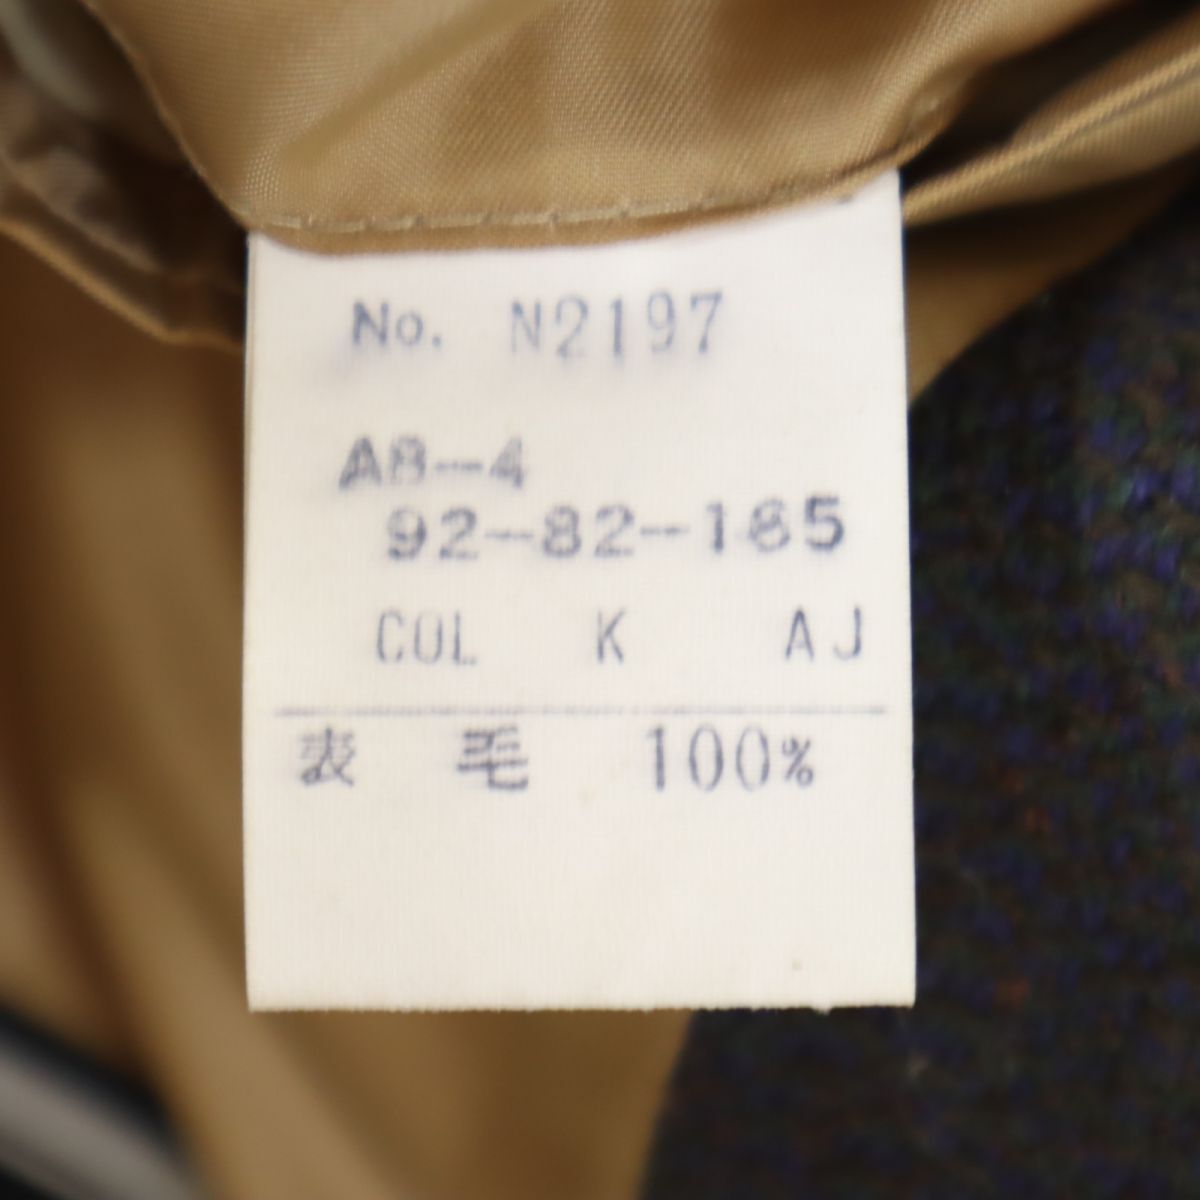 No. N2197
AB-4
92-82-165
COL K AJ
表 毛 100%